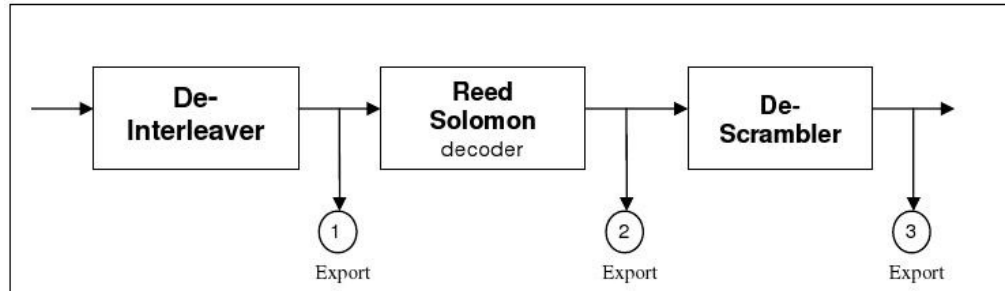 De-
Interleaver
Reed
Solomon
decoder
De-
Scrambler
1
2
3
Export
Export
Export